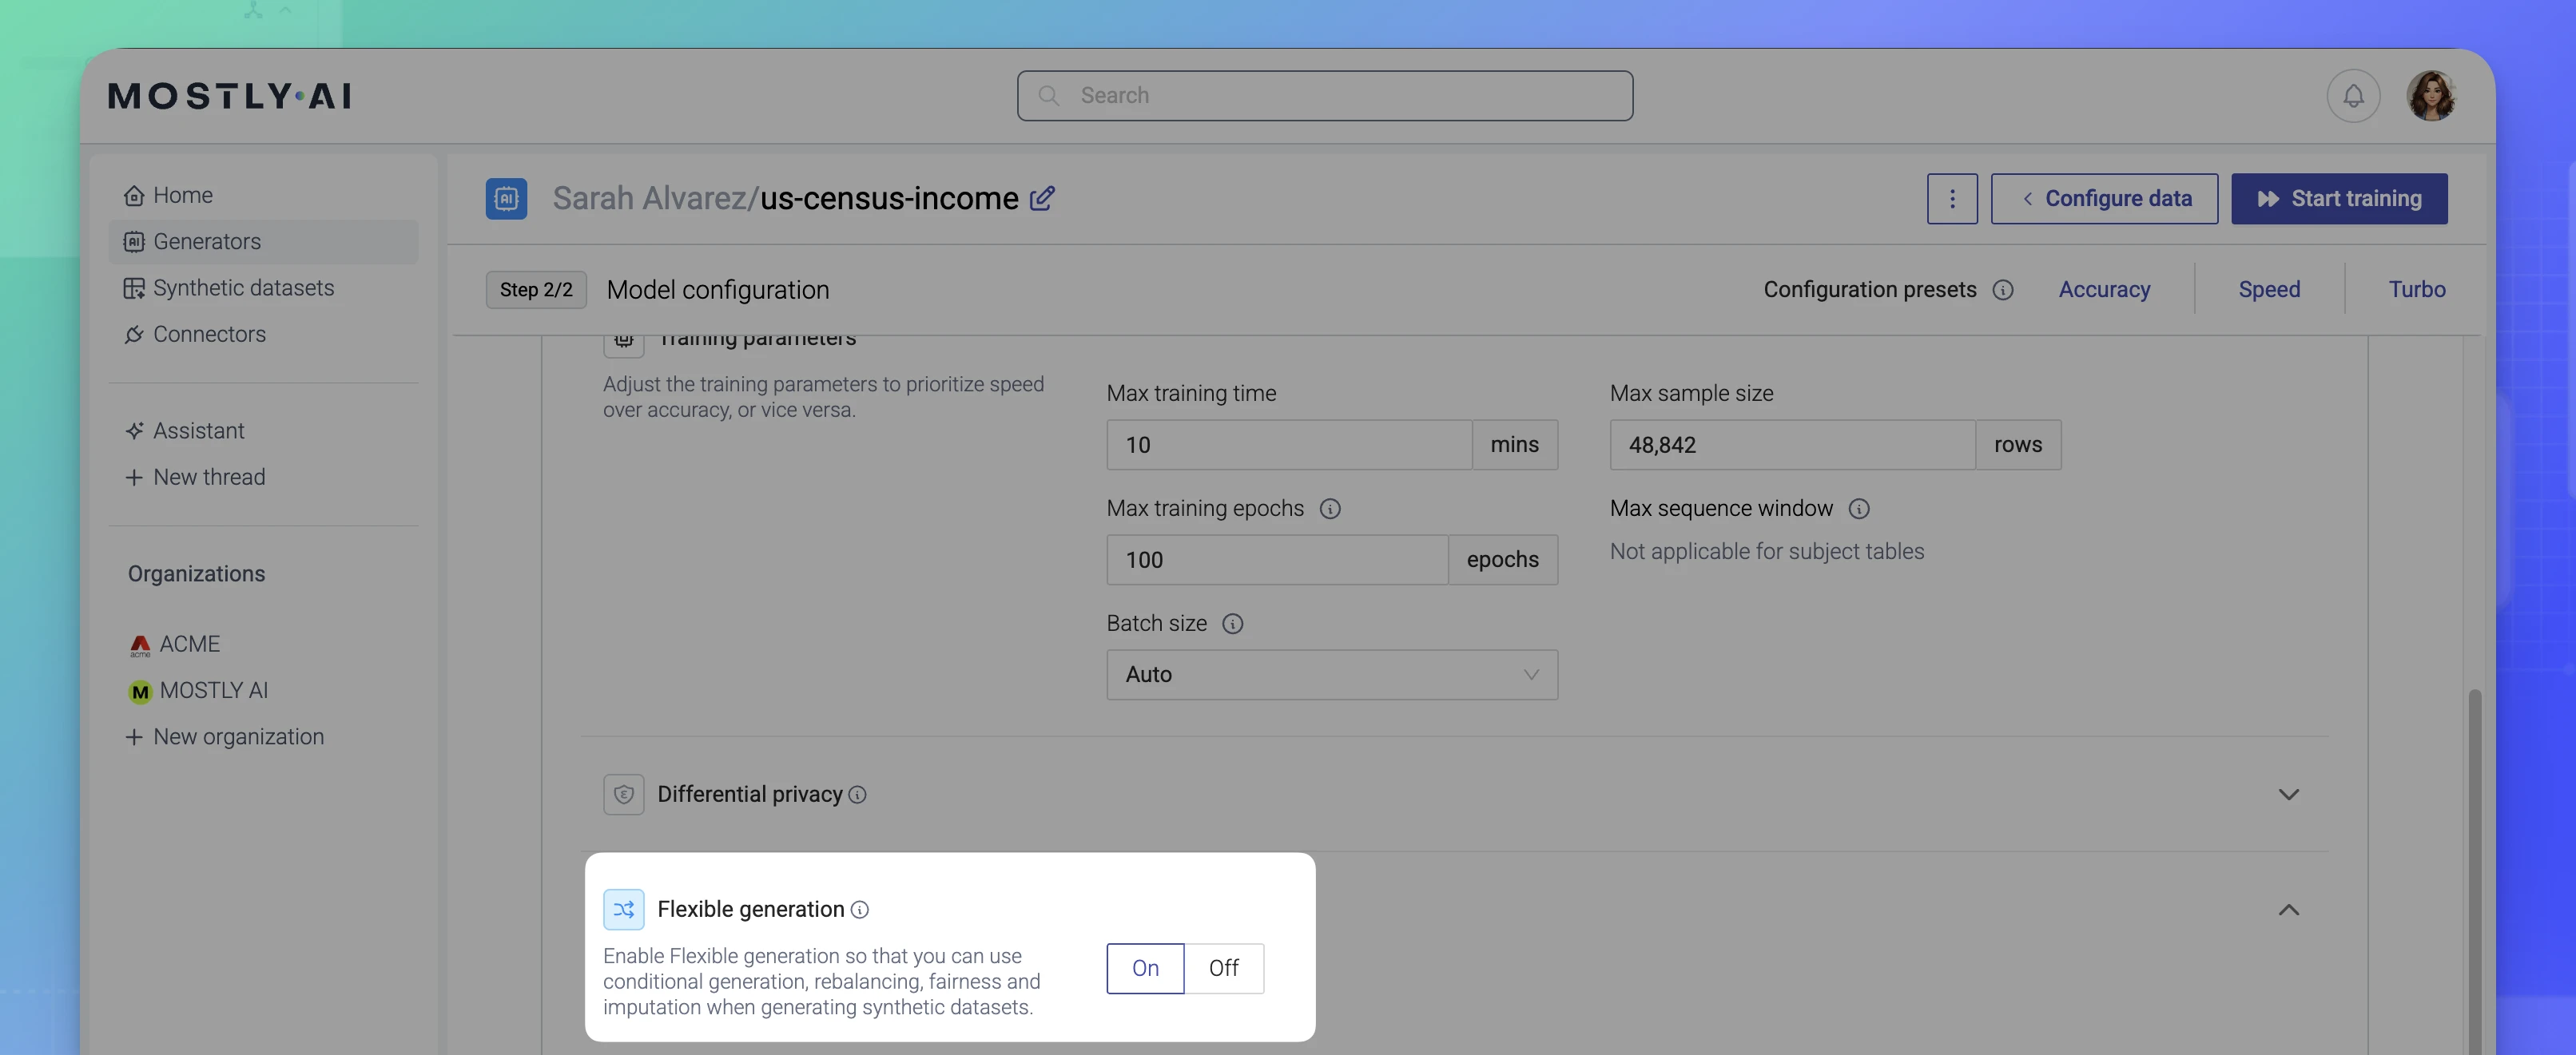 MOSTLY·AI
Search
Home
Generators
Synthetic datasets
Connectors
Assistant
New thread
Organizations
acme
ACME
M
MOSTLY AI
New organization
AI
Sarah Alvarez/us-census-income
Configure data
Start training
Step 2/2
Model configuration
Configuration presets
Accuracy
Speed
Turbo
Training parameters
Adjust the training parameters to prioritize speed
over accuracy, or vice versa.
Max training time
10
mins
Max sample size
48,842
rows
Max training epochs
100
epochs
Max sequence window
Not applicable for subject tables
Batch size
Auto
Differential privacy
Flexible generation
Enable Flexible generation so that you can use
conditional generation, rebalancing, fairness and
imputation when generating synthetic datasets.
On
Off